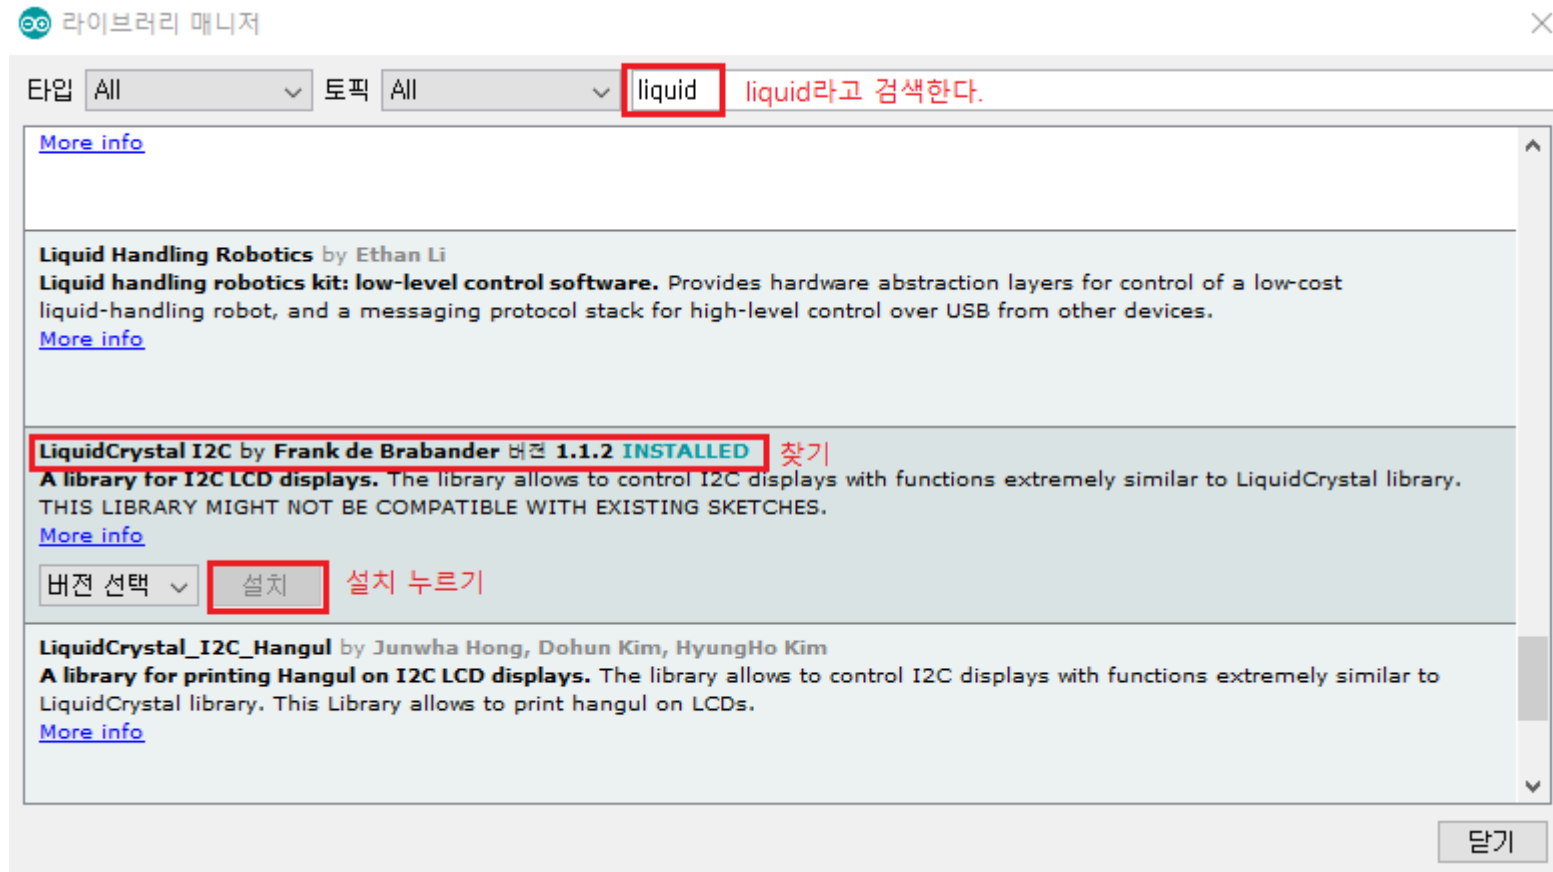 라이브러리 매니저
타입 All 토픽 All liquid liquid라고 검색한다.
More info
Liquid Handling Robotics by Ethan Li
Liquid handling robotics kit: low-level control software. Provides hardware abstraction layers for control of a low-cost
liquid-handling robot, and a messaging protocol stack for high-level control over USB from other devices.
More info
LiquidCrystal I2C by Frank de Brabander 버전 1.1.2 INSTALLED 찾기
A library for I2C LCD displays. The library allows to control I2C displays with functions extremely similar to LiquidCrystal library.
THIS LIBRARY MIGHT NOT BE COMPATIBLE WITH EXISTING SKETCHES.
More info
버전 선택 설치 설치 누르기
LiquidCrystal_I2C_Hangul by Junwha Hong, Dohun Kim, HyungHo Kim
A library for printing Hangul on I2C LCD displays. The library allows to control I2C displays with functions extremely similar to
LiquidCrystal library. This Library allows to print hangul on LCDs.
More info
닫기